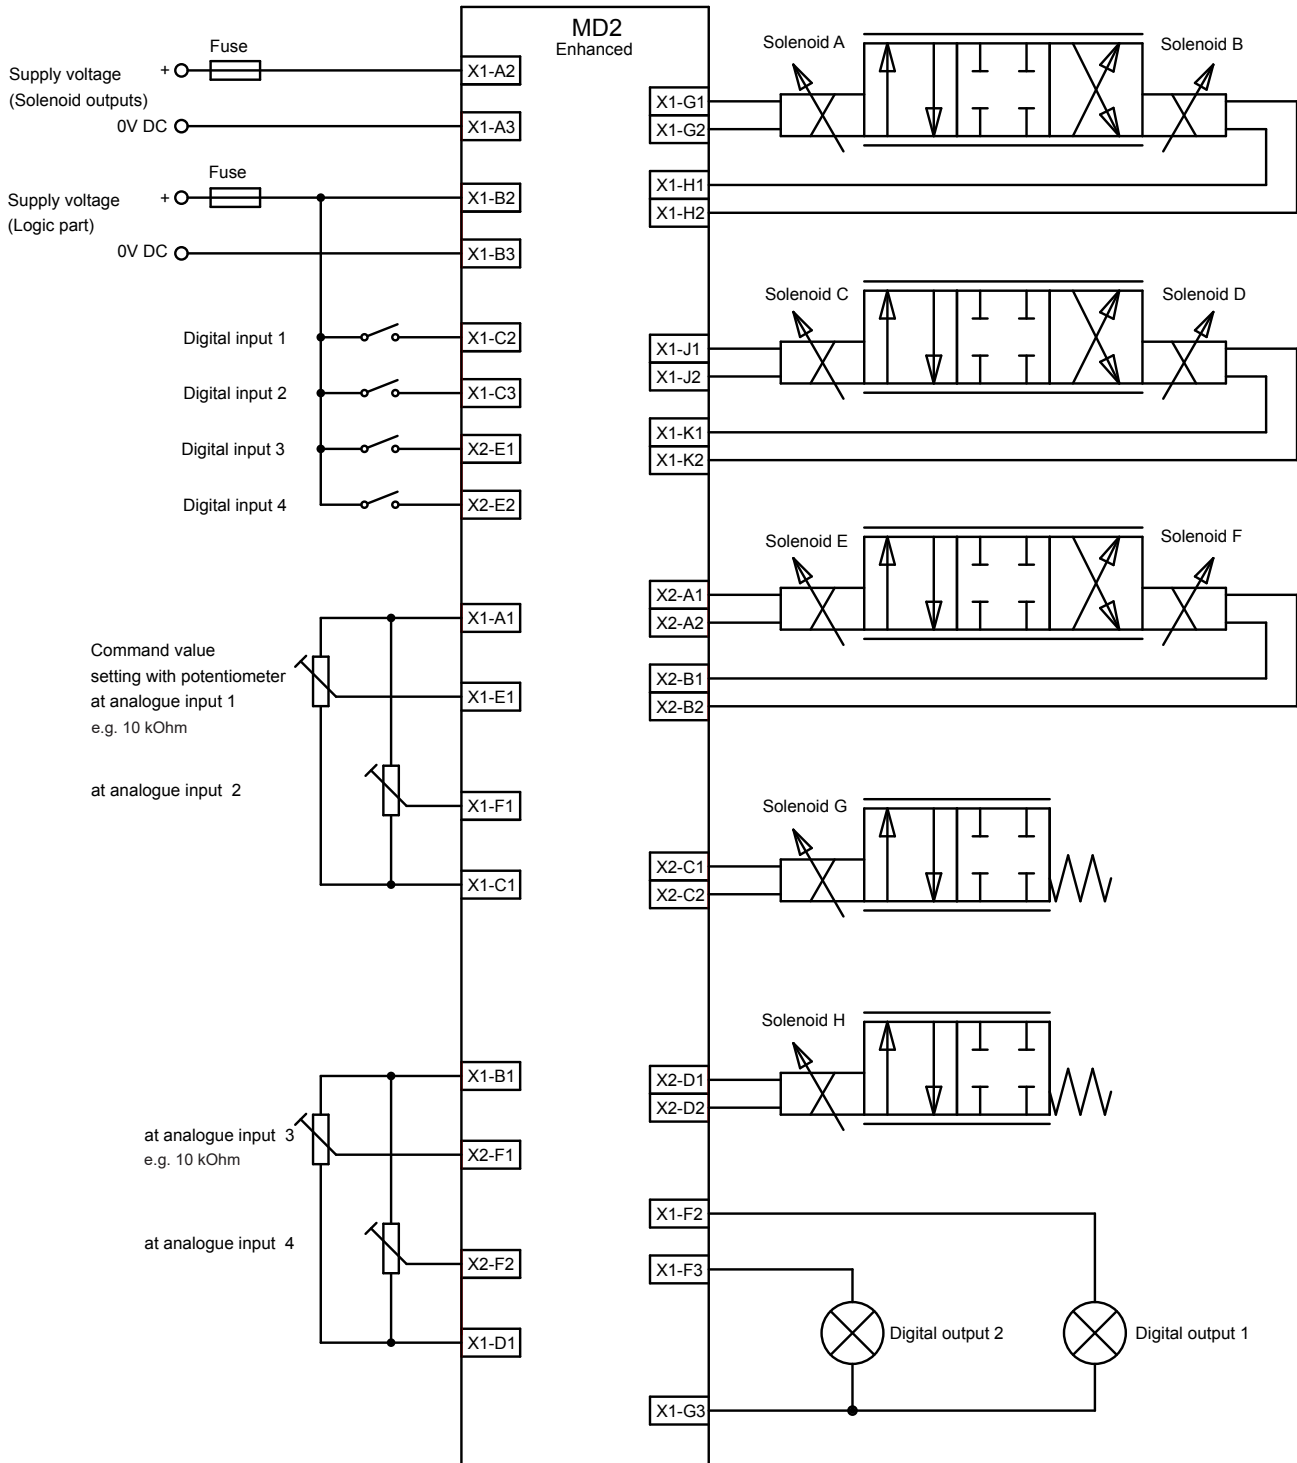 MD2
Enhanced
Fuse
Supply voltage
(Solenoid outputs)
+
X1-A2
0V DC
X1-A3
Fuse
Supply voltage
(Logic part)
+
X1-B2
0V DC
X1-B3
Digital input 1
X1-C2
Digital input 2
X1-C3
Digital input 3
X2-E1
Digital input 4
X2-E2
X1-A1
Command value
setting with potentiometer
at analogue input 1
e.g. 10 kOhm
X1-E1
at analogue input 2
X1-F1
X1-C1
X1-B1
at analogue input 3
e.g. 10 kOhm
X2-F1
at analogue input 4
X2-F2
X1-D1
Solenoid A
Solenoid B
X1-G1
X1-G2
X1-H1
X1-H2
Solenoid C
Solenoid D
X1-J1
X1-J2
X1-K1
X1-K2
Solenoid E
Solenoid F
X2-A1
X2-A2
X2-B1
X2-B2
Solenoid G
X2-C1
X2-C2
Solenoid H
X2-D1
X2-D2
X1-F2
X1-F3
Digital output 2
Digital output 1
X1-G3